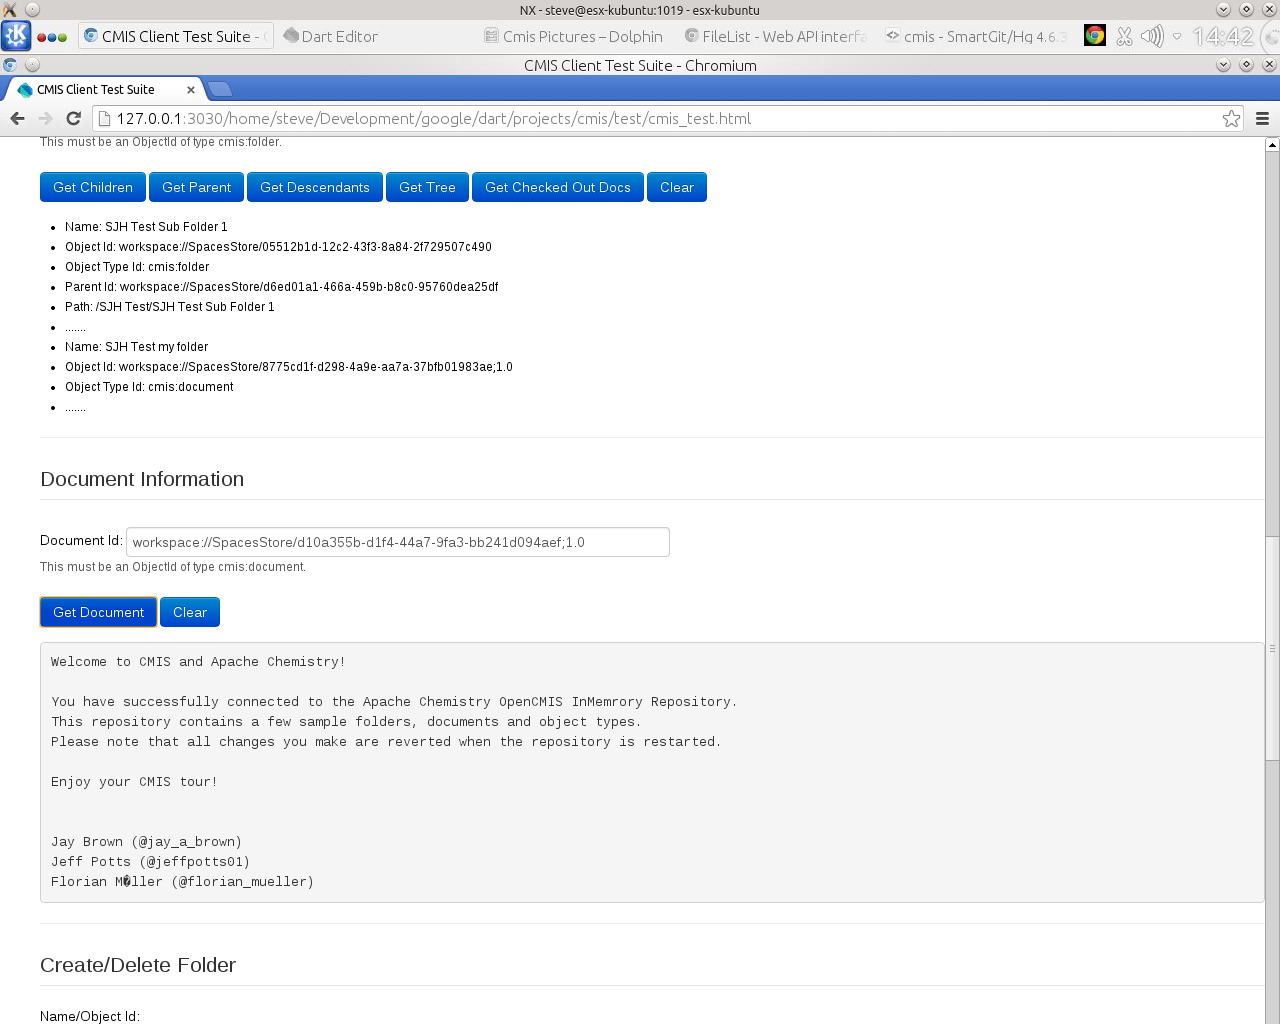 NX - steve@esx-kubuntu:1019 - esx-kubuntu
CMIS Client Test Suite -
Dart Editor
Cmis Pictures – Dolphin
FileList - Web API interfa
cmis - SmartGit/Hg 4.6.3
14:42
CMIS Client Test Suite - Chromium
CMIS Client Test Suite
127.0.0.1:3030/home/steve/Development/google/dart/projects/cmis/test/cmis_test.html
This must be an ObjectId of type cmis:folder.
Get Children Get Parent Get Descendants Get Tree Get Checked Out Docs Clear
Name: SJH Test Sub Folder 1
Object Id: workspace://SpacesStore/05512b1d-12c2-43f3-8a84-2f729507c490
Object Type Id: cmis:folder
Parent Id: workspace://SpacesStore/d6ed01a1-466a-459b-b8c0-95760dea25df
Path: /SJH Test/SJH Test Sub Folder 1
.......
Name: SJH Test my folder
Object Id: workspace://SpacesStore/8775cd1f-d298-4a9e-aa7a-37bfb01983ae;1.0
Object Type Id: cmis:document
.......
Document Information
Document Id: workspace://SpacesStore/d10a355b-d1f4-44a7-9fa3-bb241d094aef;1.0
This must be an ObjectId of type cmis:document.
Get Document Clear
Welcome to CMIS and Apache Chemistry!
You have successfully connected to the Apache Chemistry OpenCMIS InMemrory Repository.
This repository contains a few sample folders, documents and object types.
Please note that all changes you make are reverted when the repository is restarted.
Enjoy your CMIS tour!
Jay Brown (@jay_a_brown)
Jeff Potts (@jeffpotts01)
Florian M�ller (@florian_mueller)
Create/Delete Folder
Name/Object Id: